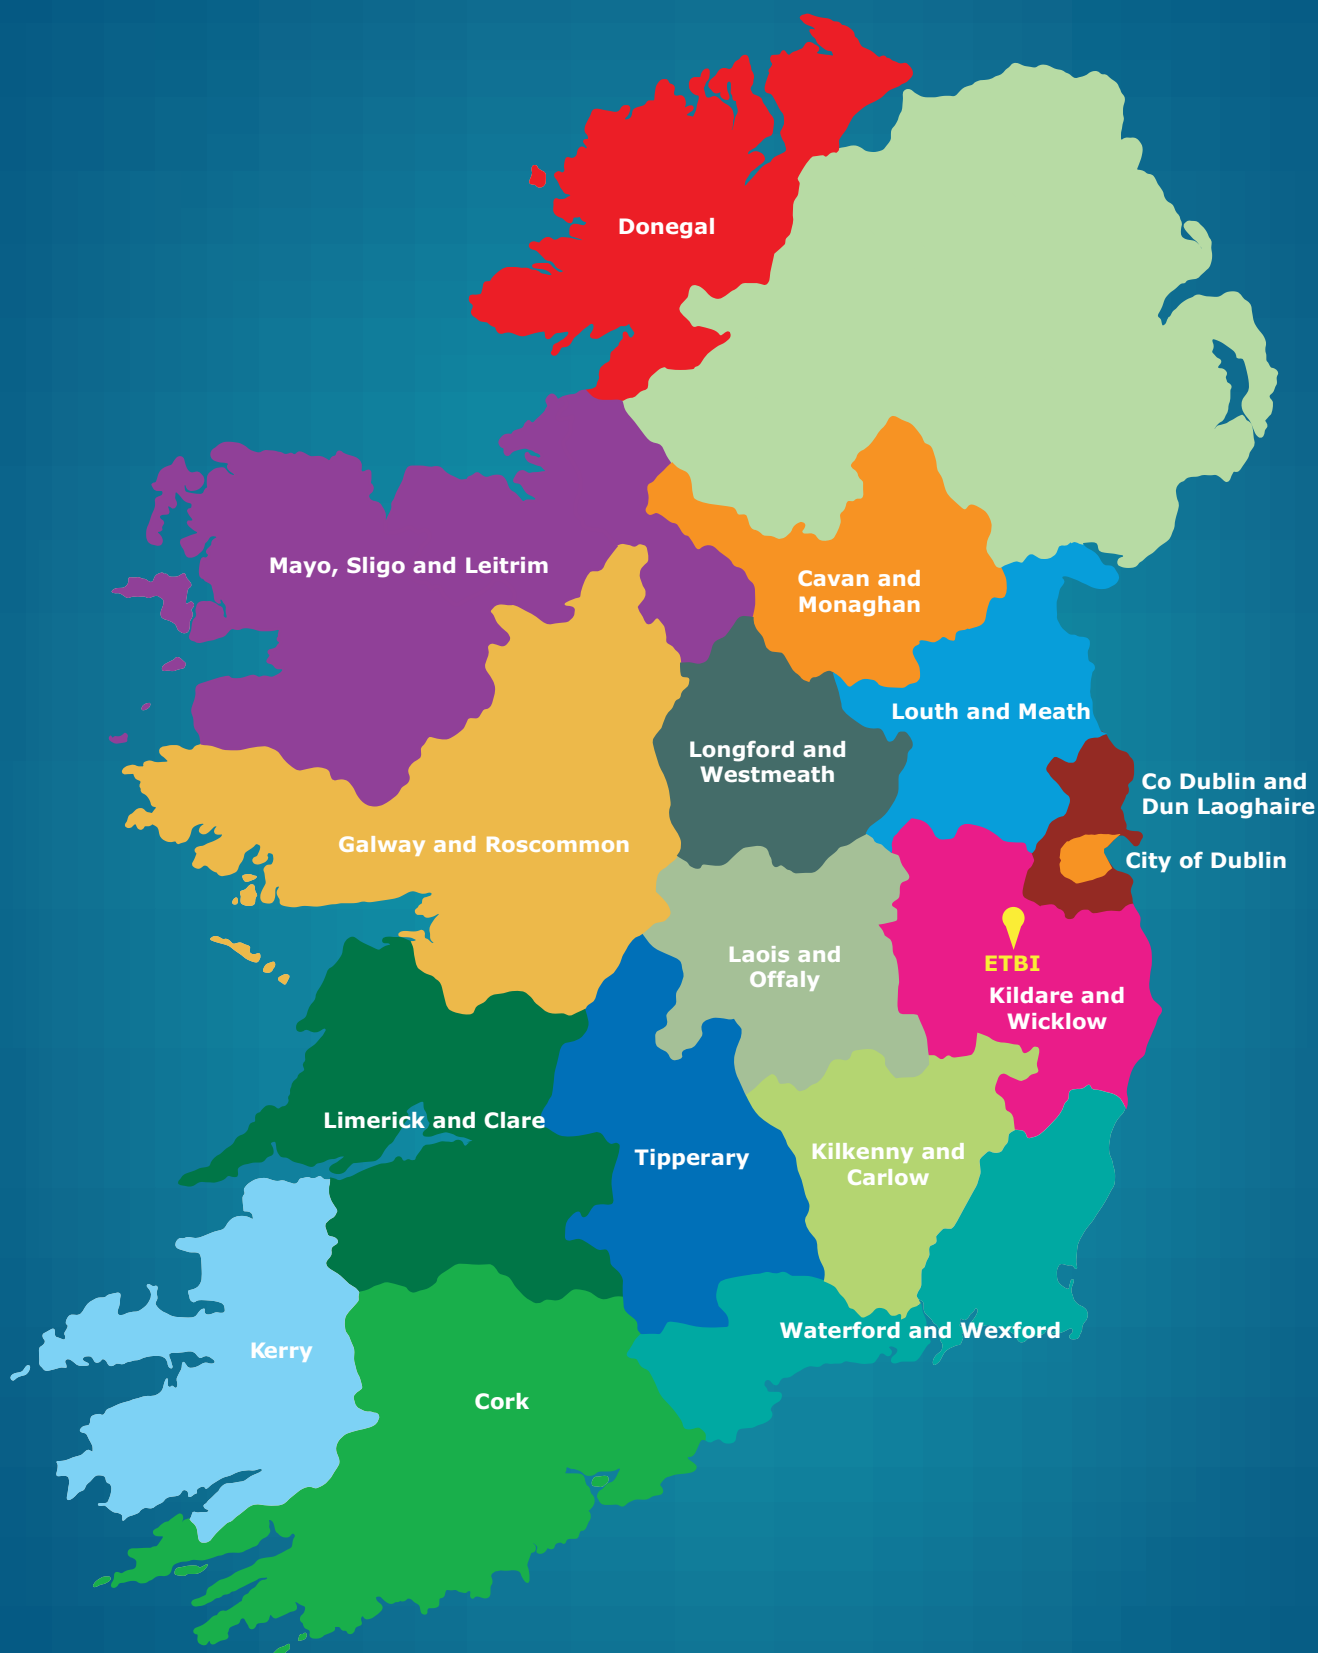 Donegal
Mayo, Sligo and Leitrim
Cavan and
Monaghan
Louth and Meath
Longford and
Westmeath
Co Dublin and
Dun Laoghaire
Galway and Roscommon
City of Dublin
Laois and
Offaly
ETBI
Kildare and
Wicklow
Limerick and Clare
Tipperary
Kilkenny and
Carlow
Waterford and Wexford
Kerry
Cork